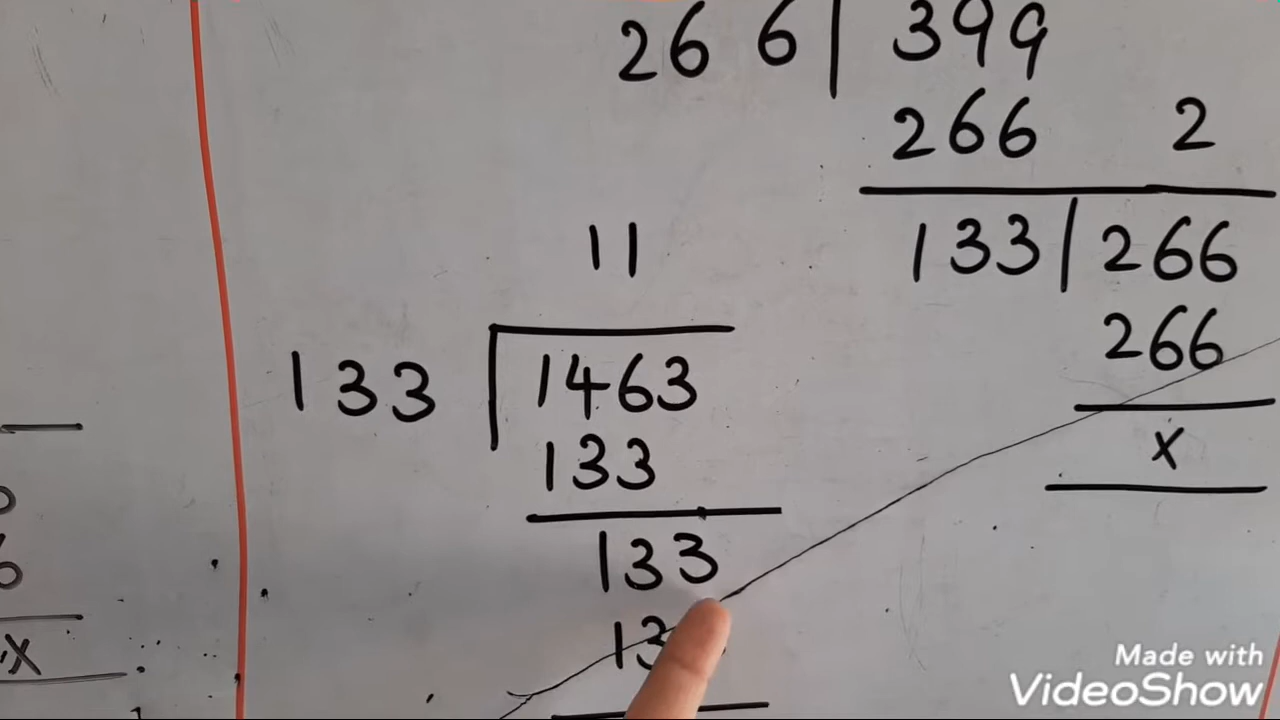 266 | 399
266 2
133 | 266
266
x
11
133 1463
133
133
x
Made with
VideoShow